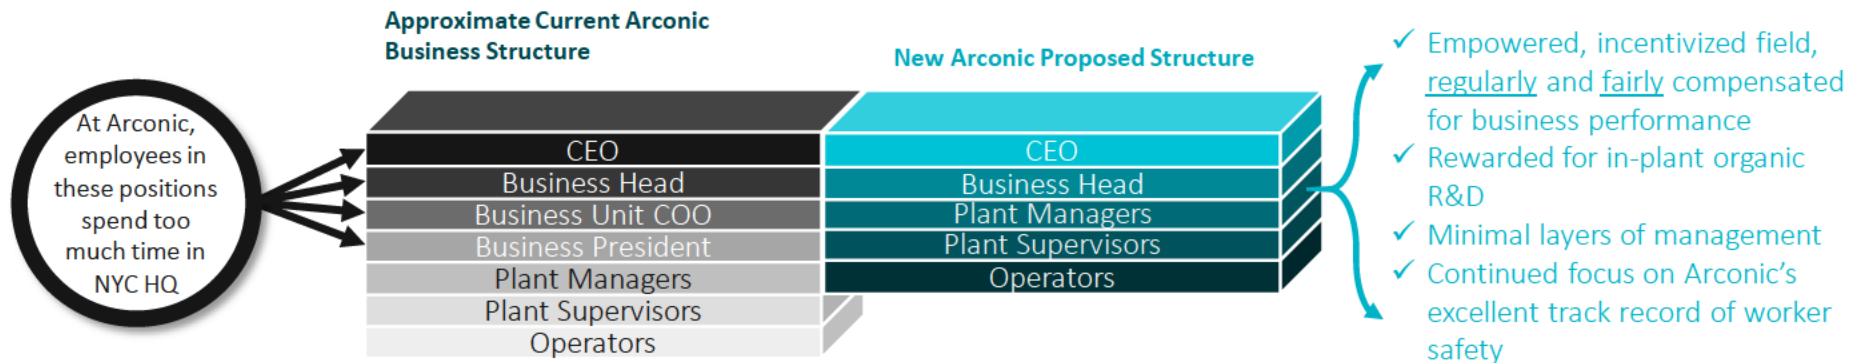 At Arconic,
employees in
these positions
spend too
much time in
NYC HQ
Approximate Current Arconic
Business Structure
CEO
Business Head
Business Unit COO
Business President
Plant Managers
Plant Supervisors
Operators
New Arconic Proposed Structure
CEO
Business Head
Plant Managers
Plant Supervisors
Operators
✓ Empowered, incentivized field,
regularly and fairly compensated
for business performance
✓ Rewarded for in-plant organic
R&D
✓ Minimal layers of management
✓ Continued focus on Arconic’s
excellent track record of worker
safety